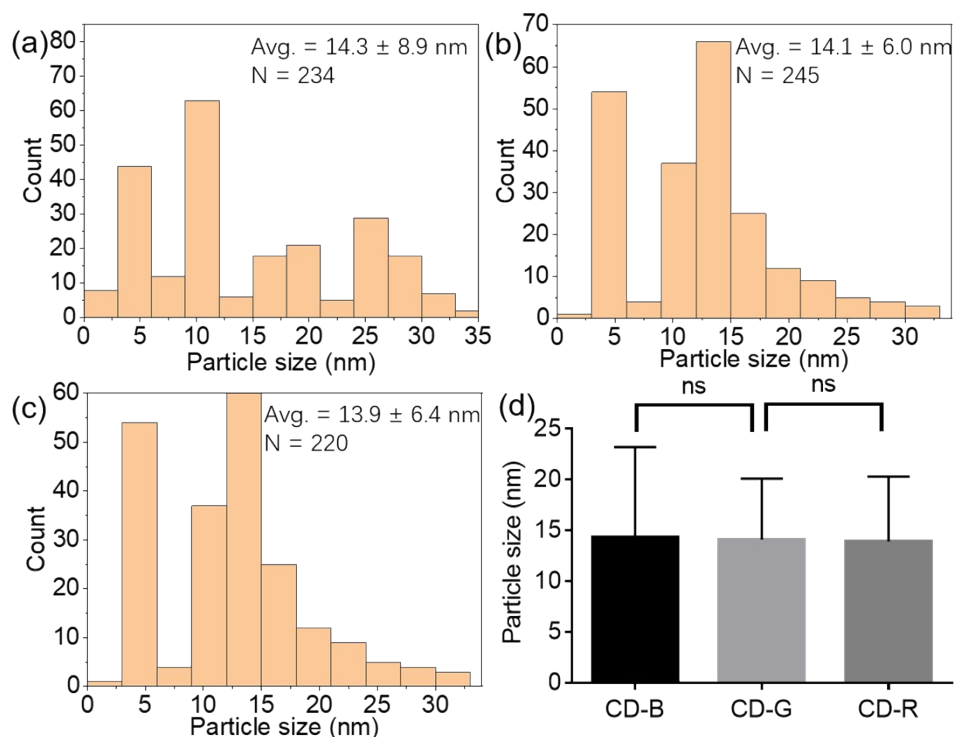 (a)
Avg. = 14.3 ± 8.9 nm
N = 234
Count
80
70
60
50
40
30
20
10
0
0 5 10 15 20 25 30 35
Particle size (nm)
(b)
Avg. = 14.1 ± 6.0 nm
N = 245
Count
70
60
50
40
30
20
10
0
0 5 10 15 20 25 30
Particle size (nm)
(c)
Avg. = 13.9 ± 6.4 nm
N = 220
Count
60
50
40
30
20
10
0
0 5 10 15 20 25 30
Particle size (nm)
(d)
ns ns
Particle size (nm)
25
20
15
10
5
0
CD-B CD-G CD-R